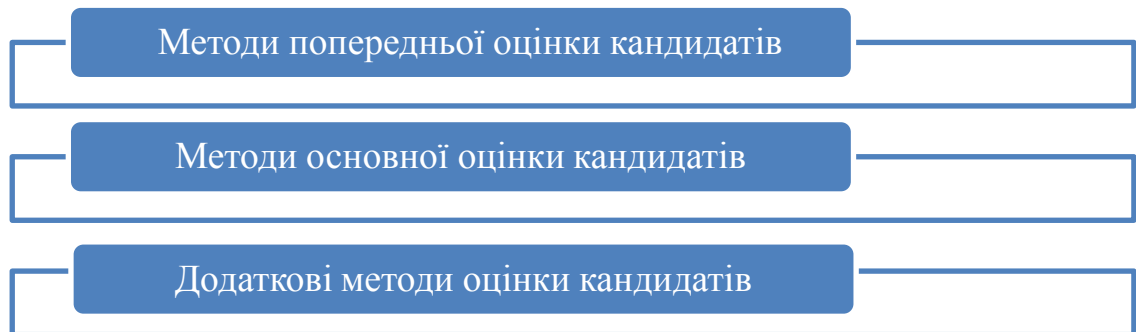 Методи попередньої оцінки кандидатів
Методи основної оцінки кандидатів
Додаткові методи оцінки кандидатів